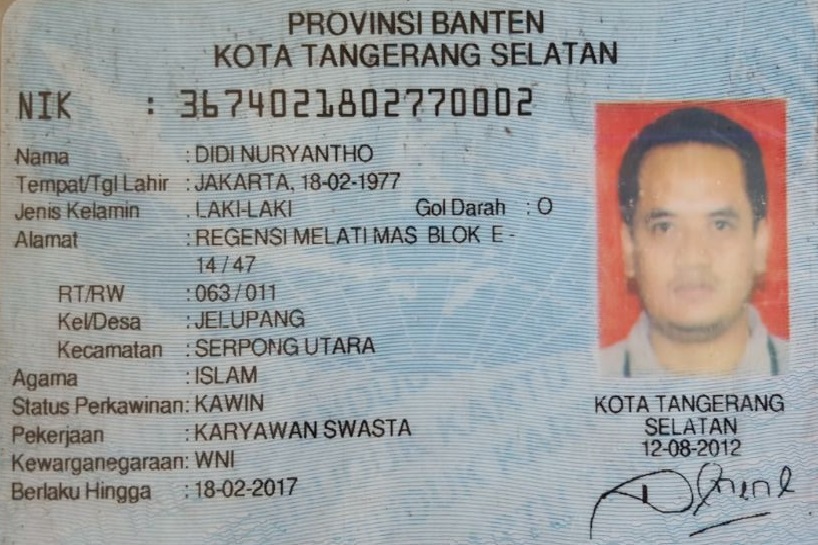 PROVINSI BANTEN
KOTA TANGERANG SELATAN
NIK : 3674021802770002
Nama : DIDI NURYANTHO
Tempat/Tgl Lahir : JAKARTA, 18-02-1977
Jenis Kelamin : LAKI-LAKI Gol Darah : O
Alamat : REGENSI MELATI MAS BLOK E -
14 / 47
RT/RW : 063 / 011
Kel/Desa : JELUPANG
Kecamatan : SERPONG UTARA
Agama : ISLAM
Status Perkawinan: KAWIN
Pekerjaan : KARYAWAN SWASTA
Kewarganegaraan: WNI
Berlaku Hingga : 18-02-2017
KOTA TANGERANG
SELATAN
12-08-2012